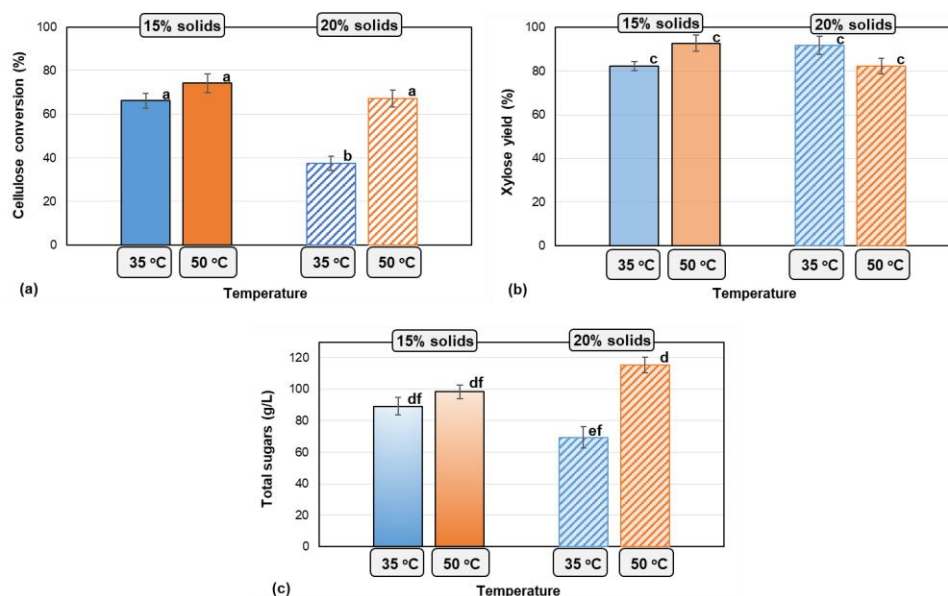 15% solids
20% solids
Cellulose conversion (%)
100
80
60
40
20
0
a
a
b
a
35 °C
50 °C
35 °C
50 °C
(a)
Temperature
15% solids
20% solids
Xylose yield (%)
100
80
60
40
20
0
c
c
c
c
35 °C
50 °C
35 °C
50 °C
(b)
Temperature
15% solids
20% solids
Total sugars (g/L)
120
100
80
60
40
20
0
df
df
ef
d
35 °C
50 °C
35 °C
50 °C
(c)
Temperature